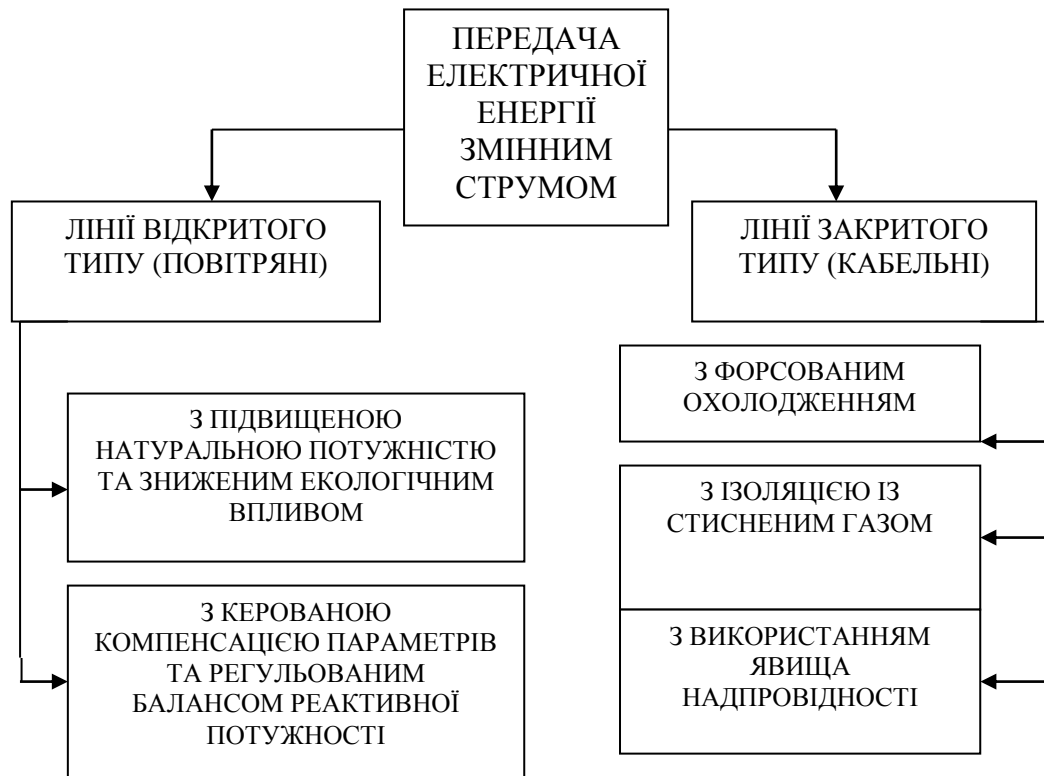 ПЕРЕДАЧА
ЕЛЕКТРИЧНОЇ
ЕНЕРГІЇ
ЗМІННИМ
СТРУМОМ
ЛІНІЇ ВІДКРИТОГО
ТИПУ (ПОВІТРЯНІ)
ЛІНІЇ ЗАКРИТОГО
ТИПУ (КАБЕЛЬНІ)
З ПІДВИЩЕНОЮ
НАТУРАЛЬНОЮ ПОТУЖНІСТЮ
ТА ЗНИЖЕНИМ ЕКОЛОГІЧНИМ
ВПЛИВОМ
З КЕРОВАНОЮ
КОМПЕНСАЦІЄЮ ПАРАМЕТРІВ
ТА РЕГУЛЬОВАНИМ
БАЛАНСОМ РЕАКТИВНОЇ
ПОТУЖНОСТІ
З ФОРСОВАНИМ
ОХОЛОДЖЕННЯМ
З ІЗОЛЯЦІЄЮ ІЗ
СТИСНЕНИМ ГАЗОМ
З ВИКОРИСТАННЯМ
ЯВИЩА
НАДПРОВІДНОСТІ